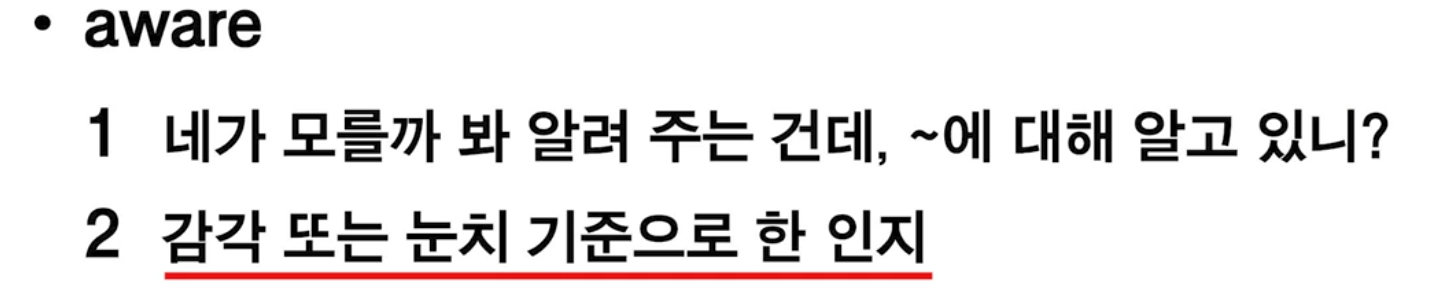 • aware
1 네가 모를까 봐 알려 주는 건데, ~에 대해 알고 있니?
2 감각 또는 눈치 기준으로 한 인지